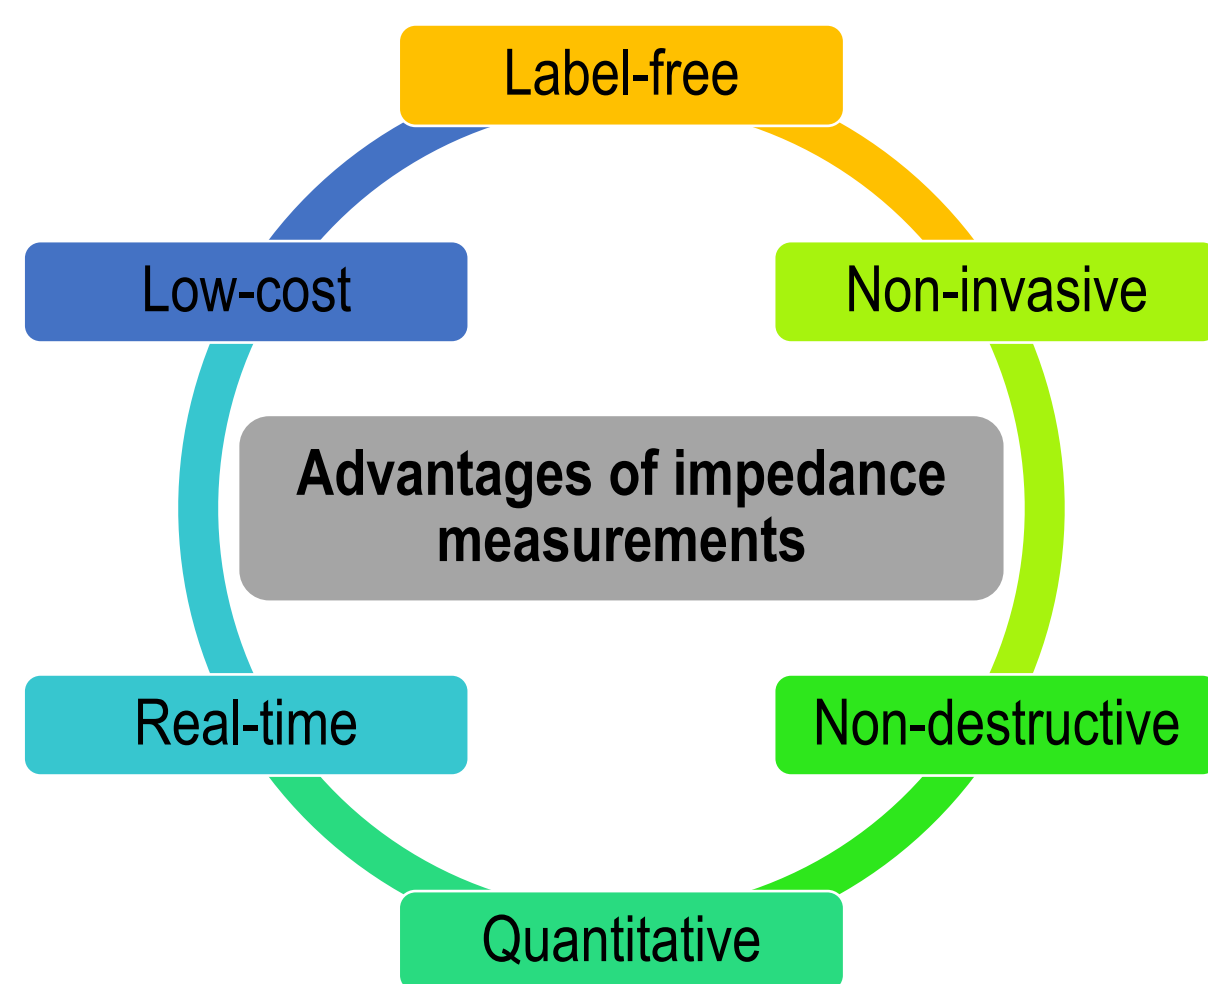 Label-free
Low-cost
Non-invasive
Advantages of impedance
measurements
Real-time
Non-destructive
Quantitative